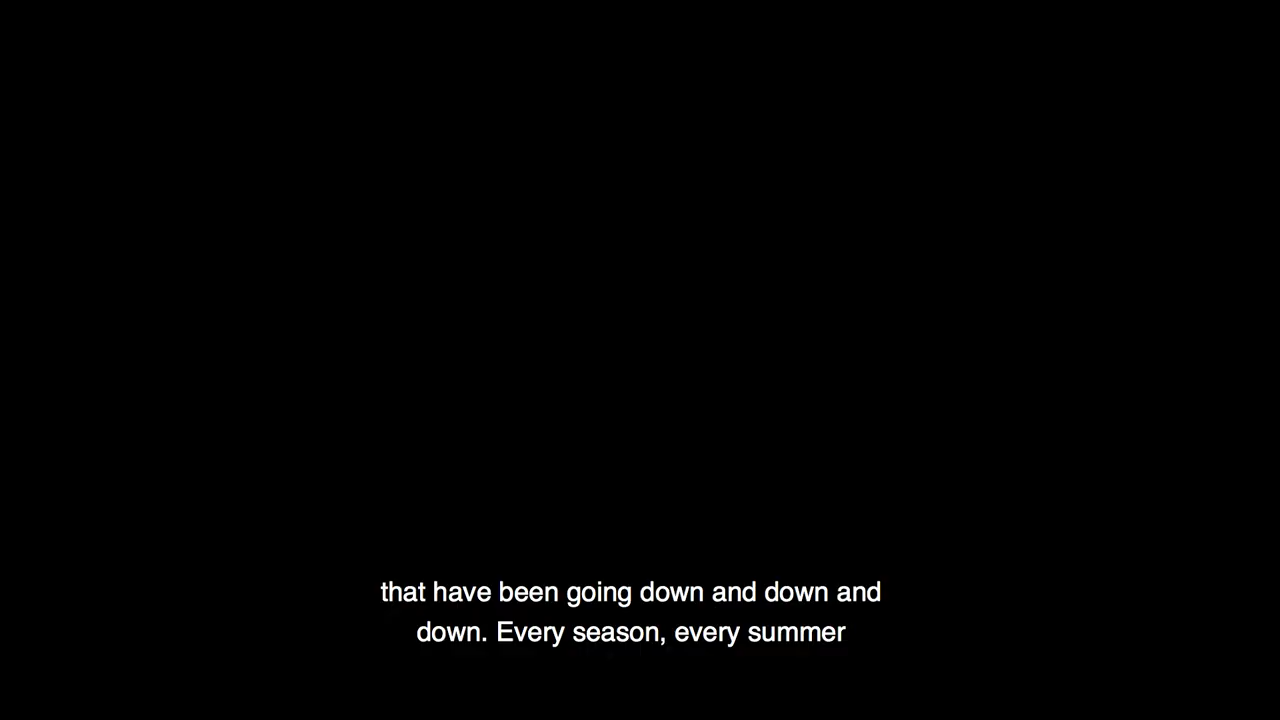 that have been going down and down and
down. Every season, every summer